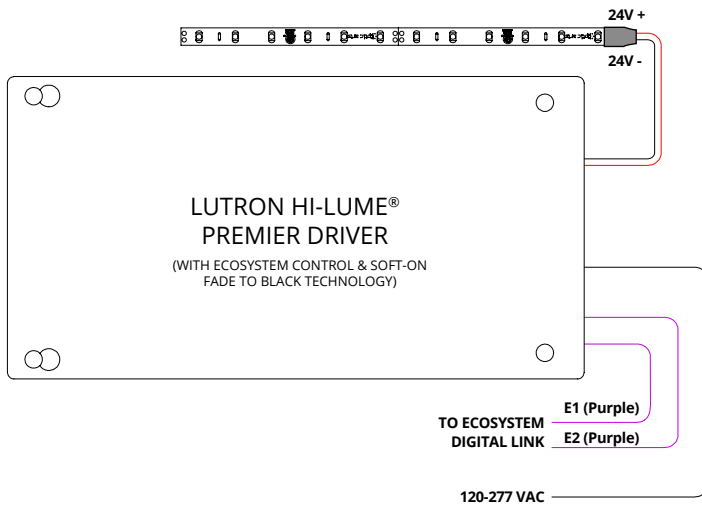 24V +
24V -
LUTRON HI-LUME®
PREMIER DRIVER
(WITH ECOSYSTEM CONTROL & SOFT-ON
FADE TO BLACK TECHNOLOGY)
E1 (Purple)
TO ECOSYSTEM
DIGITAL LINK
E2 (Purple)
120-277 VAC